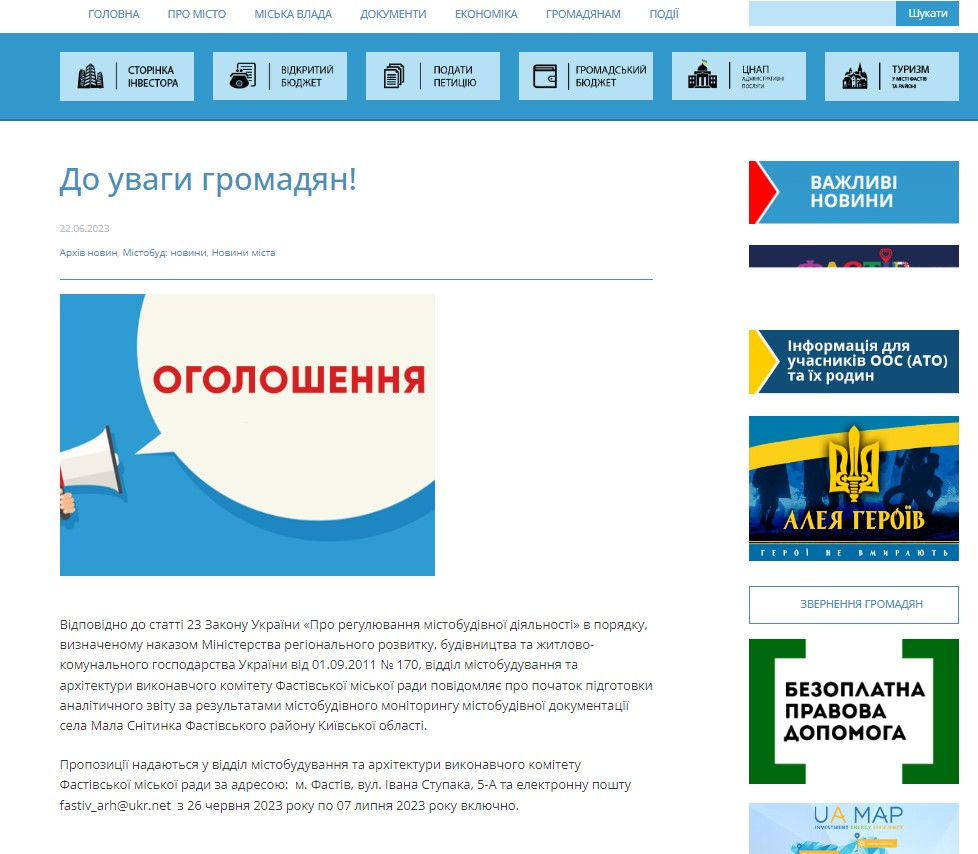 ГОЛОВНА ПРО МІСТО МІСЬКА ВЛАДА ДОКУМЕНТИ ЕКОНОМІКА ГРОМАДЯНАМ ПОДІЇ
Шукати
СТОРІНКА
ІНВЕСТОРА
ВІДКРИТИЙ
БЮДЖЕТ
ПОДАТИ
ПЕТИЦІЮ
ГРОМАДСЬКИЙ
БЮДЖЕТ
ЦНАП
АДМІНІСТРАТИВНІ
ПОСЛУГИ
ТУРИЗМ
У МІСТІ ФАСТІВ
ТА РАЙОНІ
До уваги громадян!
22.06.2023
Архів новин, Містобуд: новини, Новини міста
ОГОЛОШЕННЯ
Відповідно до статті 23 Закону України «Про регулювання містобудівної діяльності» в порядку,
визначеному наказом Міністерства регіонального розвитку, будівництва та житлово-
комунального господарства України від 01.09.2011 № 170, відділ містобудування та
архітектури виконавчого комітету Фастівської міської ради повідомляє про початок підготовки
аналітичного звіту за результатами містобудівного моніторингу містобудівної документації
села Мала Снітинка Фастівського району Київської області.
Пропозиції надаються у відділ містобудування та архітектури виконавчого комітету
Фастівської міської ради за адресою:  м. Фастів, вул. Івана Ступака, 5-А та електронну пошту
fastiv_arh@ukr.net  з 26 червня 2023 року по 07 липня 2023 року включно.
ВАЖЛИВІ
НОВИНИ
ФАСТІВ
Інформація для
учасників ООС (АТО)
та їх родин
АЛЕЯ ГЕРОЇВ
ГЕРОЇ НЕ ВМИРАЮТЬ
ЗВЕРНЕННЯ ГРОМАДЯН
БЕЗОПЛАТНА
ПРАВОВА
ДОПОМОГА
UA MAP